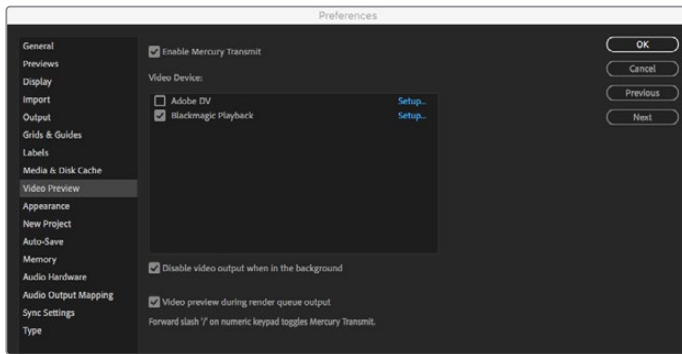 Preferences
General
Previews
Display
Import
Output
Grids & Guides
Labels
Media & Disk Cache
Video Preview
Appearance
New Project
Auto-Save
Memory
Audio Hardware
Audio Output Mapping
Sync Settings
Type
Enable Mercury Transmit
Video Device:
Adobe DV Setup...
Blackmagic Playback Setup...
Disable video output when in the background
Video preview during render queue output
Forward slash '/' on numeric keypad toggles Mercury Transmit.
OK
Cancel
Previous
Next